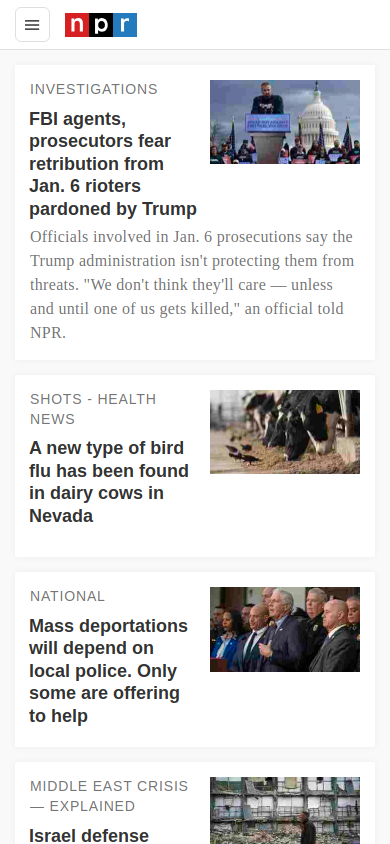 npr
INVESTIGATIONS
FBI agents,
prosecutors fear
retribution from
Jan. 6 rioters
pardoned by Trump
Officials involved in Jan. 6 prosecutions say the
Trump administration isn't protecting them from
threats. "We don't think they'll care — unless
and until one of us gets killed," an official told
NPR.
SHOTS - HEALTH
NEWS
A new type of bird
flu has been found
in dairy cows in
Nevada
NATIONAL
Mass deportations
will depend on
local police. Only
some are offering
to help
MIDDLE EAST CRISIS
— EXPLAINED
Israel defense